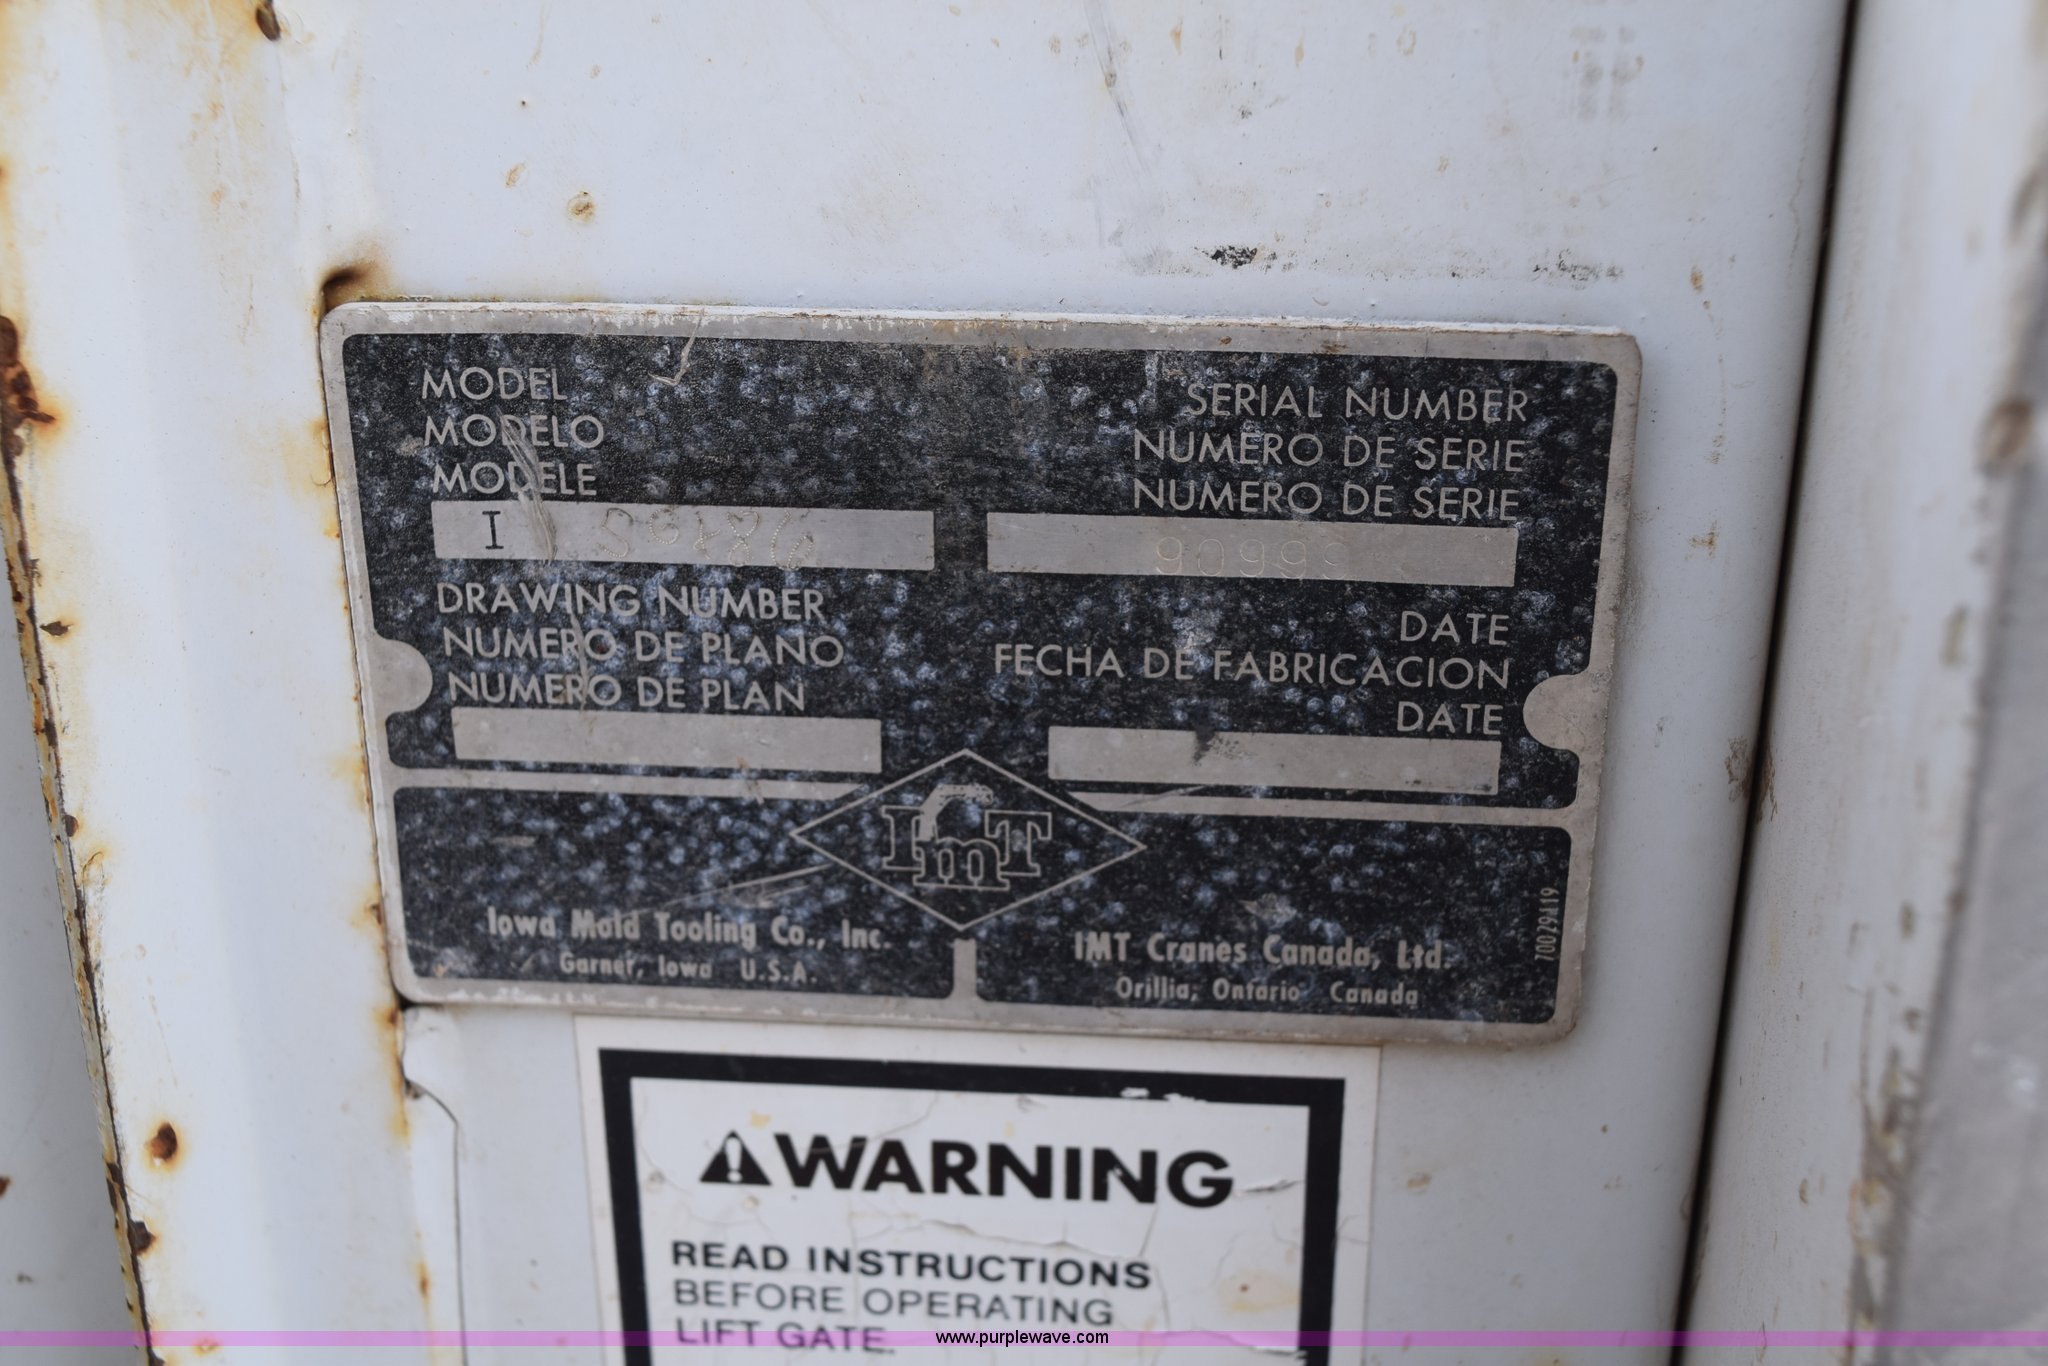 MODEL
MODELO
MODELE
I
SERIAL NUMBER
NUMERO DE SERIE
NUMERO DE SERIE
90999
DRAWING NUMBER
NUMERO DE PLANO
NUMERO DE PLAN
DATE
FECHA DE FABRICACION
DATE
ImT
Iowa Mold Tooling Co., Inc.
Garner, Iowa U.S.A.
IMT Cranes Canada, Ltd.
Orillia, Ontario Canada
70029119
WARNING
READ INSTRUCTIONS
BEFORE OPERATING
LIFT GATE.
www.purplewave.com